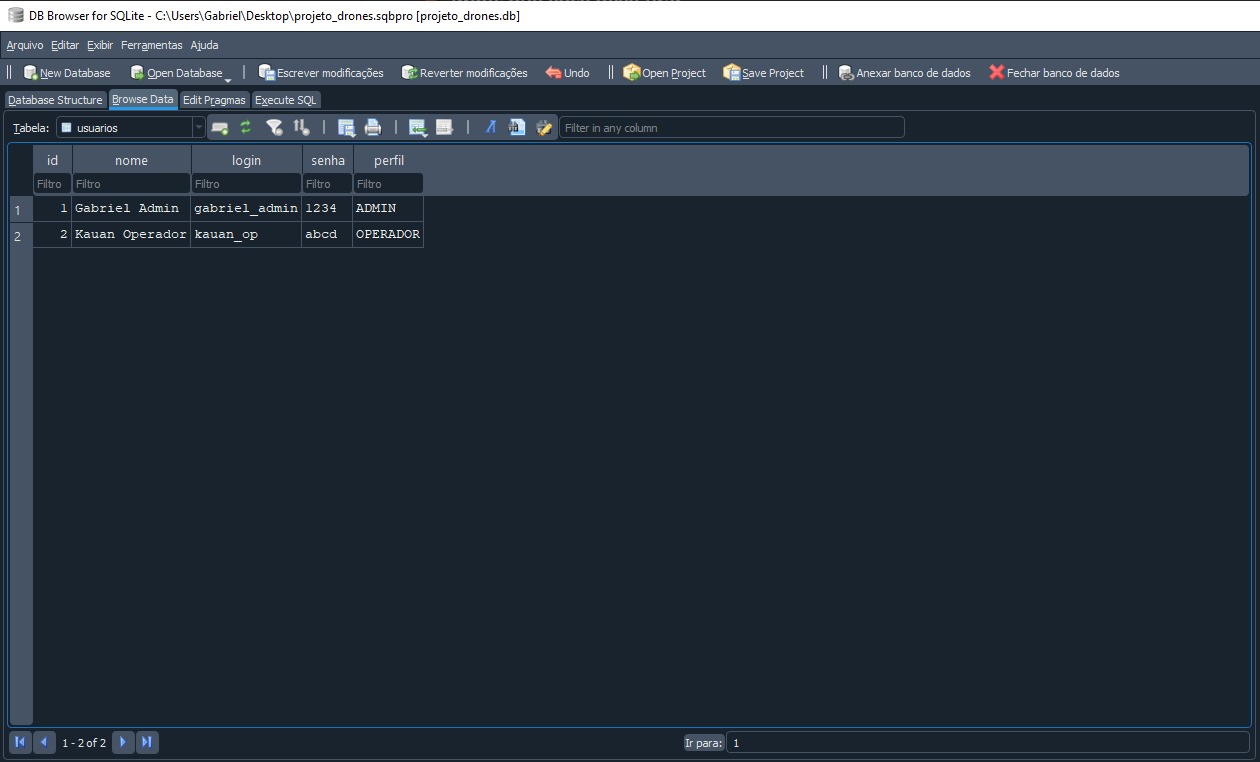 DB Browser for SQLite - C:\Users\Gabriel\Desktop\projeto_drones.sqbpro [projeto_drones.db]
Arquivo Editar Exibir Ferramentas Ajuda
New Database Open Database Escrever modificações Reverter modificações Undo Open Project Save Project Anexar banco de dados Fechar banco de dados
Database Structure Browse Data Edit Pragmas Execute SQL
Tabela: usuarios Filter in any column
id nome login senha perfil
Filtro Filtro Filtro Filtro Filtro
1 1 Gabriel Admin gabriel_admin 1234 ADMIN
2 2 Kauan Operador kauan_op abcd OPERADOR
1 - 2 of 2 Ir para: 1